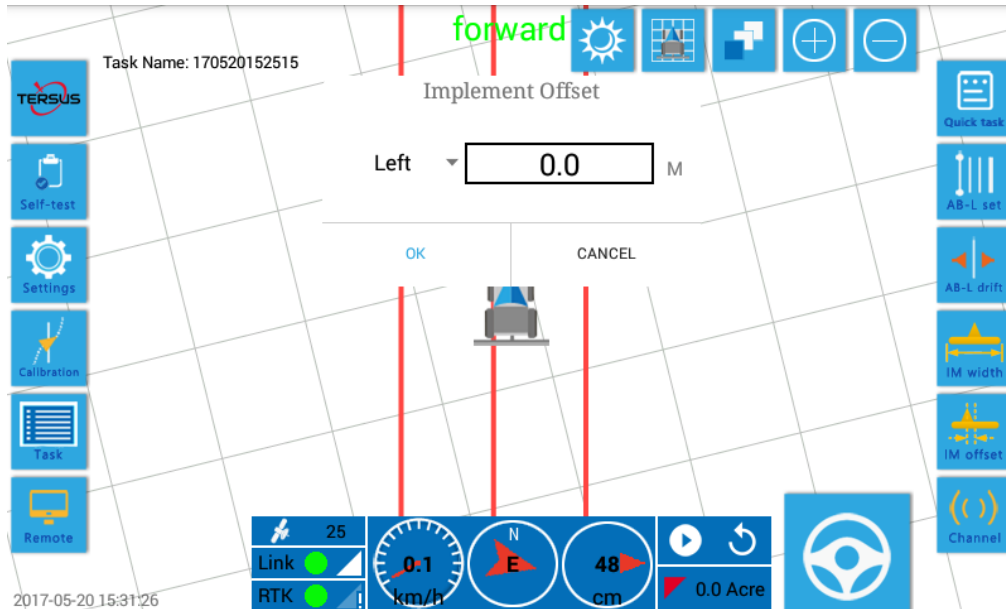 forward
Task Name: 170520152515
TERSUS
Implement Offset
Quick task
Left
0.0
M
Self-test
AB-L set
OK
CANCEL
Settings
AB-L drift
Calibration
IM width
Task
IM offset
25
N
Link
0.1
E
48
Remote
Channel
RTK
km/h
cm
0.0 Acre
2017-05-20 15:31:26